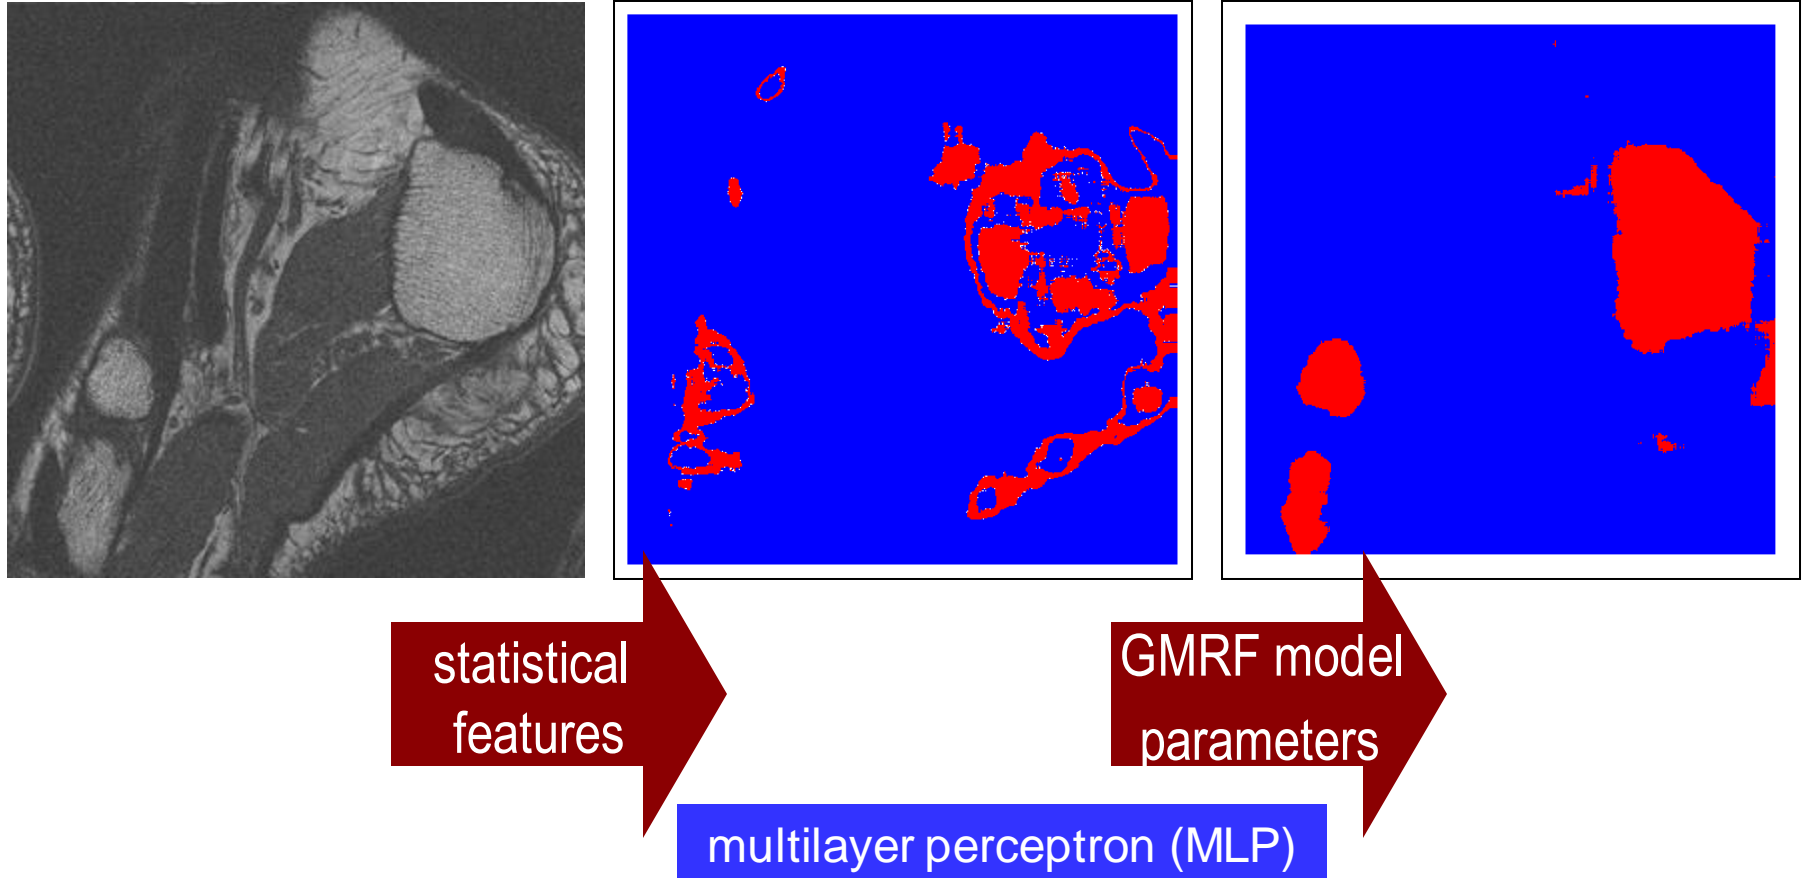 statistical
features
GMRF model
parameters
multilayer perceptron (MLP)